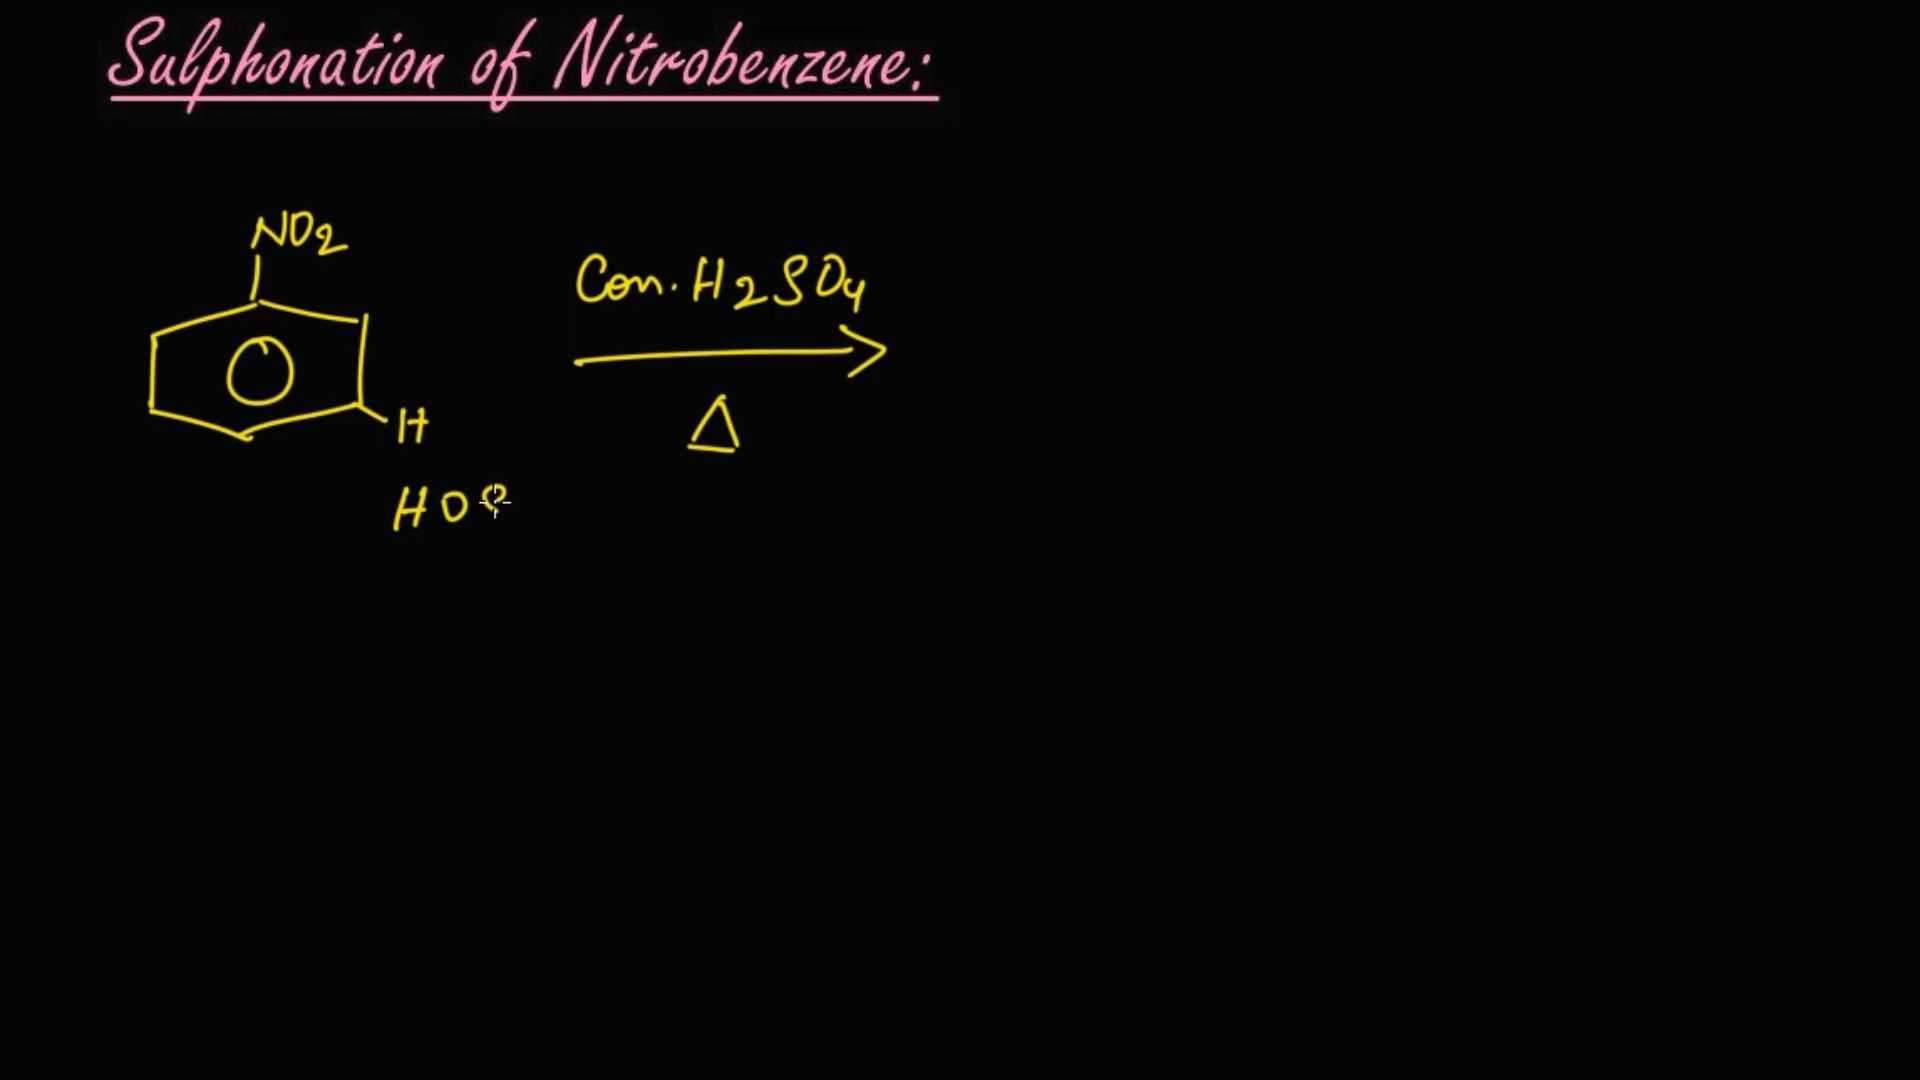 Sulphonation of Nitrobenzene:
NO2
Con. H2SO4
Δ
H
HO